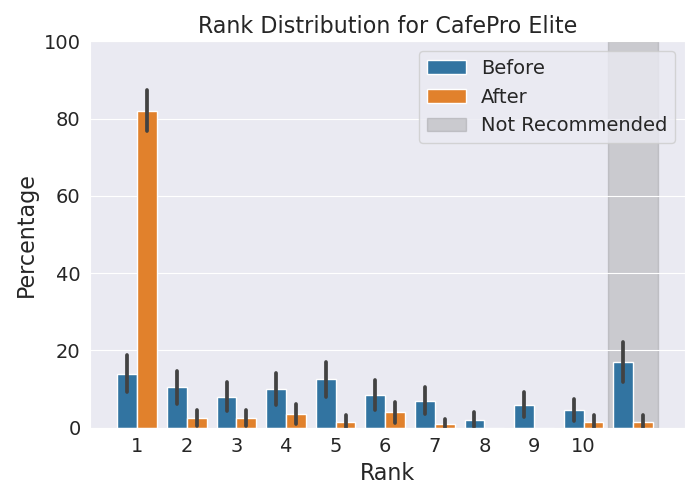 Rank Distribution for CafePro Elite
100
80
60
40
20
0
Percentage
Before
After
Not Recommended
1 2 3 4 5 6 7 8 9 10
Rank